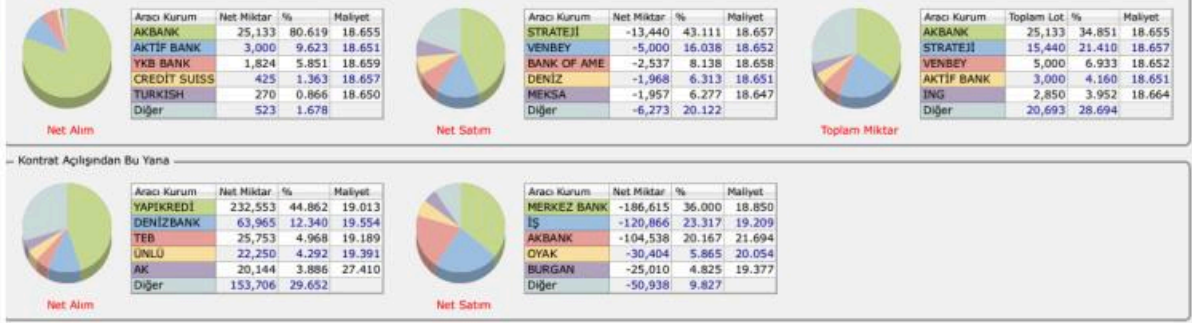 Aracı Kurum Net Miktar % Maliyet
AKBANK 25,133 80.619 18.655
AKTİF BANK 3,000 9.623 18.651
YKB BANK 1,824 5.851 18.659
CREDİT SUISS 425 1.363 18.657
TURKISH 270 0.866 18.650
Diğer 523 1.678
Net Alım
Aracı Kurum Net Miktar % Maliyet
STRATEJİ -13,440 43.111 18.657
VENBEY -5,000 16.038 18.652
BANK OF AME -2,537 8.138 18.658
DENİZ -1,968 6.313 18.651
MEKSA -1,957 6.277 18.647
Diğer -6,273 20.122
Net Satım
Aracı Kurum Toplam Lot % Maliyet
AKBANK 25,133 34.851 18.655
STRATEJİ 15,440 21.410 18.657
VENBEY 5,000 6.933 18.652
AKTİF BANK 3,000 4.160 18.651
ING 2,850 3.952 18.664
Diğer 20,693 28.694
Toplam Miktar
Kontrat Açılışından Bu Yana
Aracı Kurum Net Miktar % Maliyet
YAPIKREDİ 232,553 44.862 19.013
DENİZBANK 63,965 12.340 19.554
TEB 25,753 4.968 19.189
ÜNLÜ 22,250 4.292 19.391
AK 20,144 3.886 27.410
Diğer 153,706 29.652
Net Alım
Aracı Kurum Net Miktar % Maliyet
MERKEZ BANK -186,615 36.000 18.850
İŞ -120,866 23.317 19.209
AKBANK -104,538 20.167 21.694
OYAK -30,404 5.865 20.054
BURGAN -25,010 4.825 19.377
Diğer -50,938 9.827
Net Satım